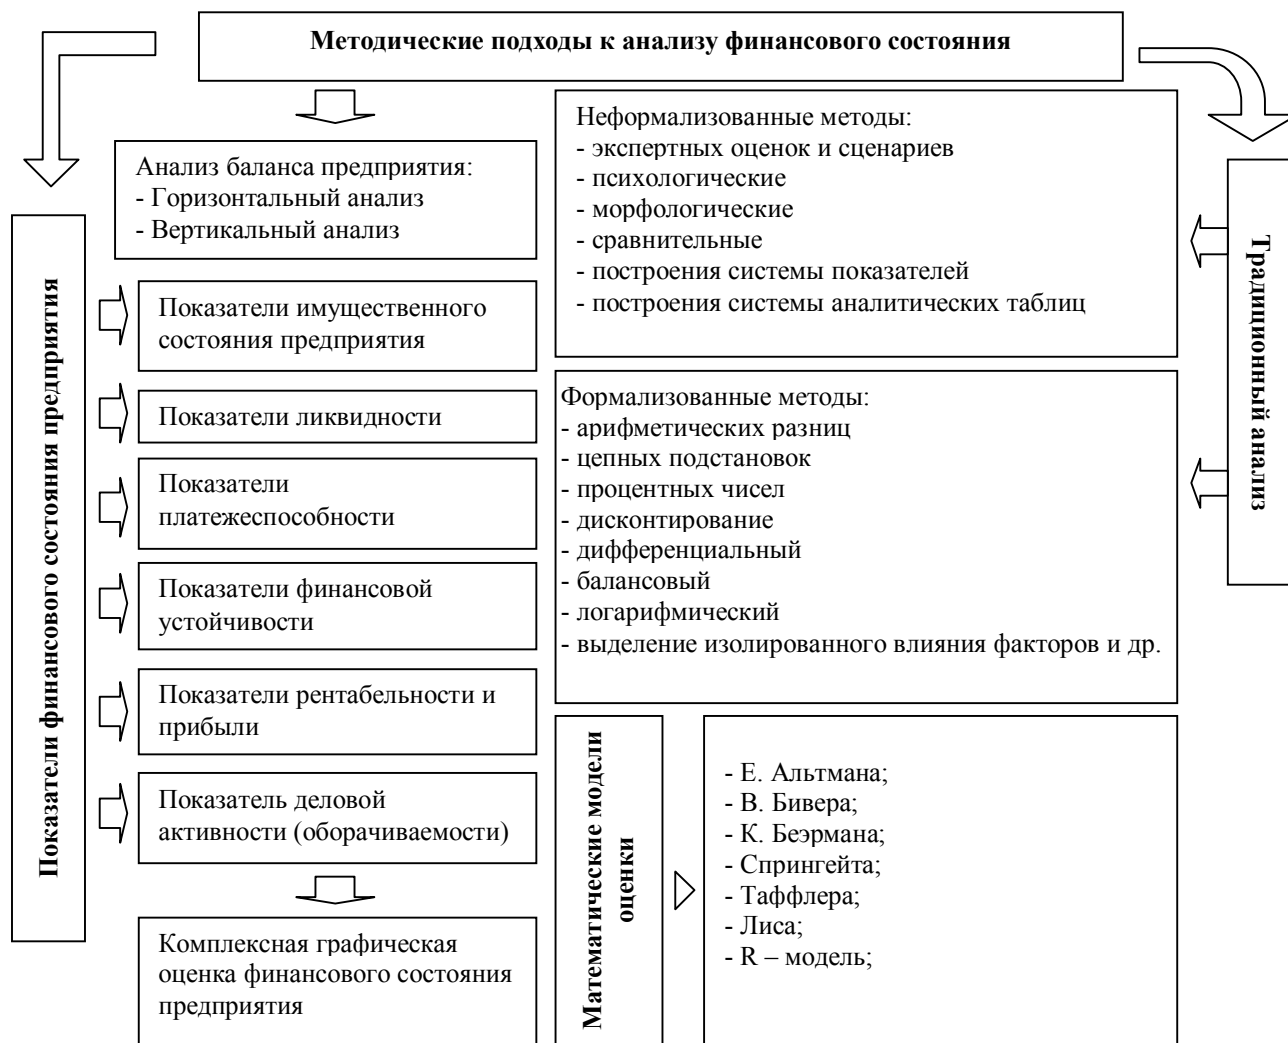 Методические подходы к анализу финансового состояния
Анализ баланса предприятия:
- Горизонтальный анализ
- Вертикальный анализ
Показатели финансового состояния предприятия
Показатели имущественного
состояния предприятия
Показатели ликвидности
Показатели
платежеспособности
Показатели финансовой
устойчивости
Показатели рентабельности и
прибыли
Показатель деловой
активности (оборачиваемости)
Комплексная графическая
оценка финансового состояния
предприятия
Неформализованные методы:
- экспертных оценок и сценариев
- психологические
- морфологические
- сравнительные
- построения системы показателей
- построения системы аналитических таблиц
Традиционный анализ
Формализованные методы:
- арифметических разниц
- цепных подстановок
- процентных чисел
- дисконтирование
- дифференциальный
- балансовый
- логарифмический
- выделение изолированного влияния факторов и др.
Математические модели
оценки
- Е. Альтмана;
- В. Бивера;
- К. Беэрмана;
- Спрингейта;
- Таффлера;
- Лиса;
- R – модель;